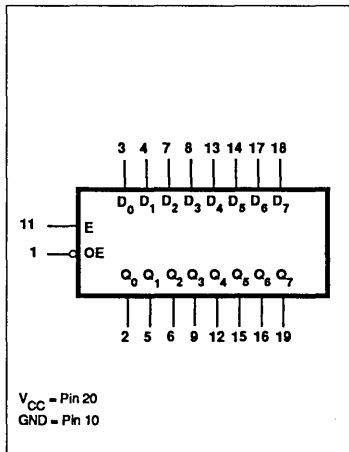 3 4 7 8 13 14 17 18
D0 D1 D2 D3 D4 D5 D6 D7
11 E
1 OE
Q0 Q1 Q2 Q3 Q4 Q5 Q6 Q7
2 5 6 9 12 15 16 19
VCC = Pin 20
GND = Pin 10